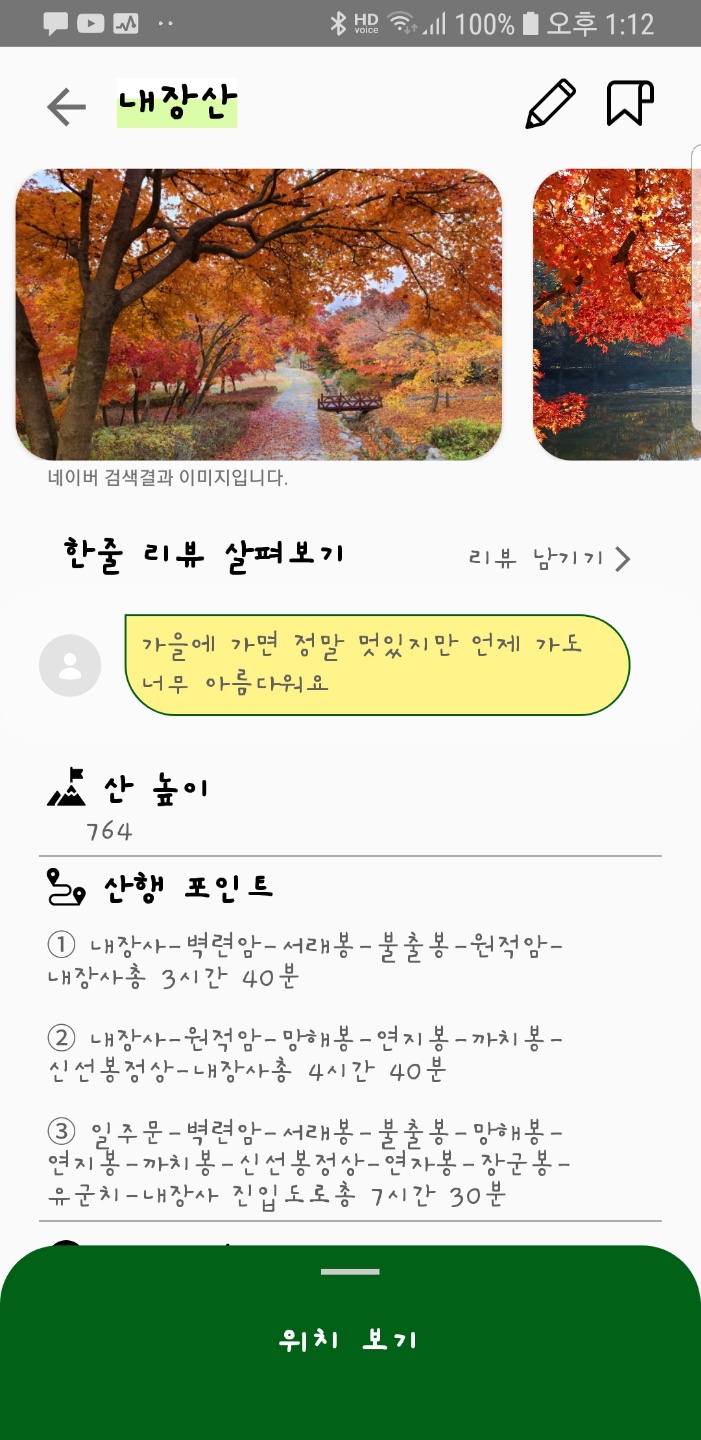 HD voice 100% 오후 1:12
내장산
네이버 검색결과 이미지입니다.
한줄 리뷰 살펴보기 리뷰 남기기
가을에 가면 정말 멋있지만 언제 가도
너무 아름다워요
산 높이
764
산행 포인트
① 내장사-벽련암-서래봉-불출봉-원적암-
내장사총 3시간 40분
② 내장사-원적암-망해봉-연지봉-까치봉-
신선봉정상-내장사총 4시간 40분
③ 일주문-벽련암-서래봉-불출봉-망해봉-
연지봉-까치봉-신선봉정상-연자봉-장군봉-
유군치-내장사 진입도로총 7시간 30분
위치 보기